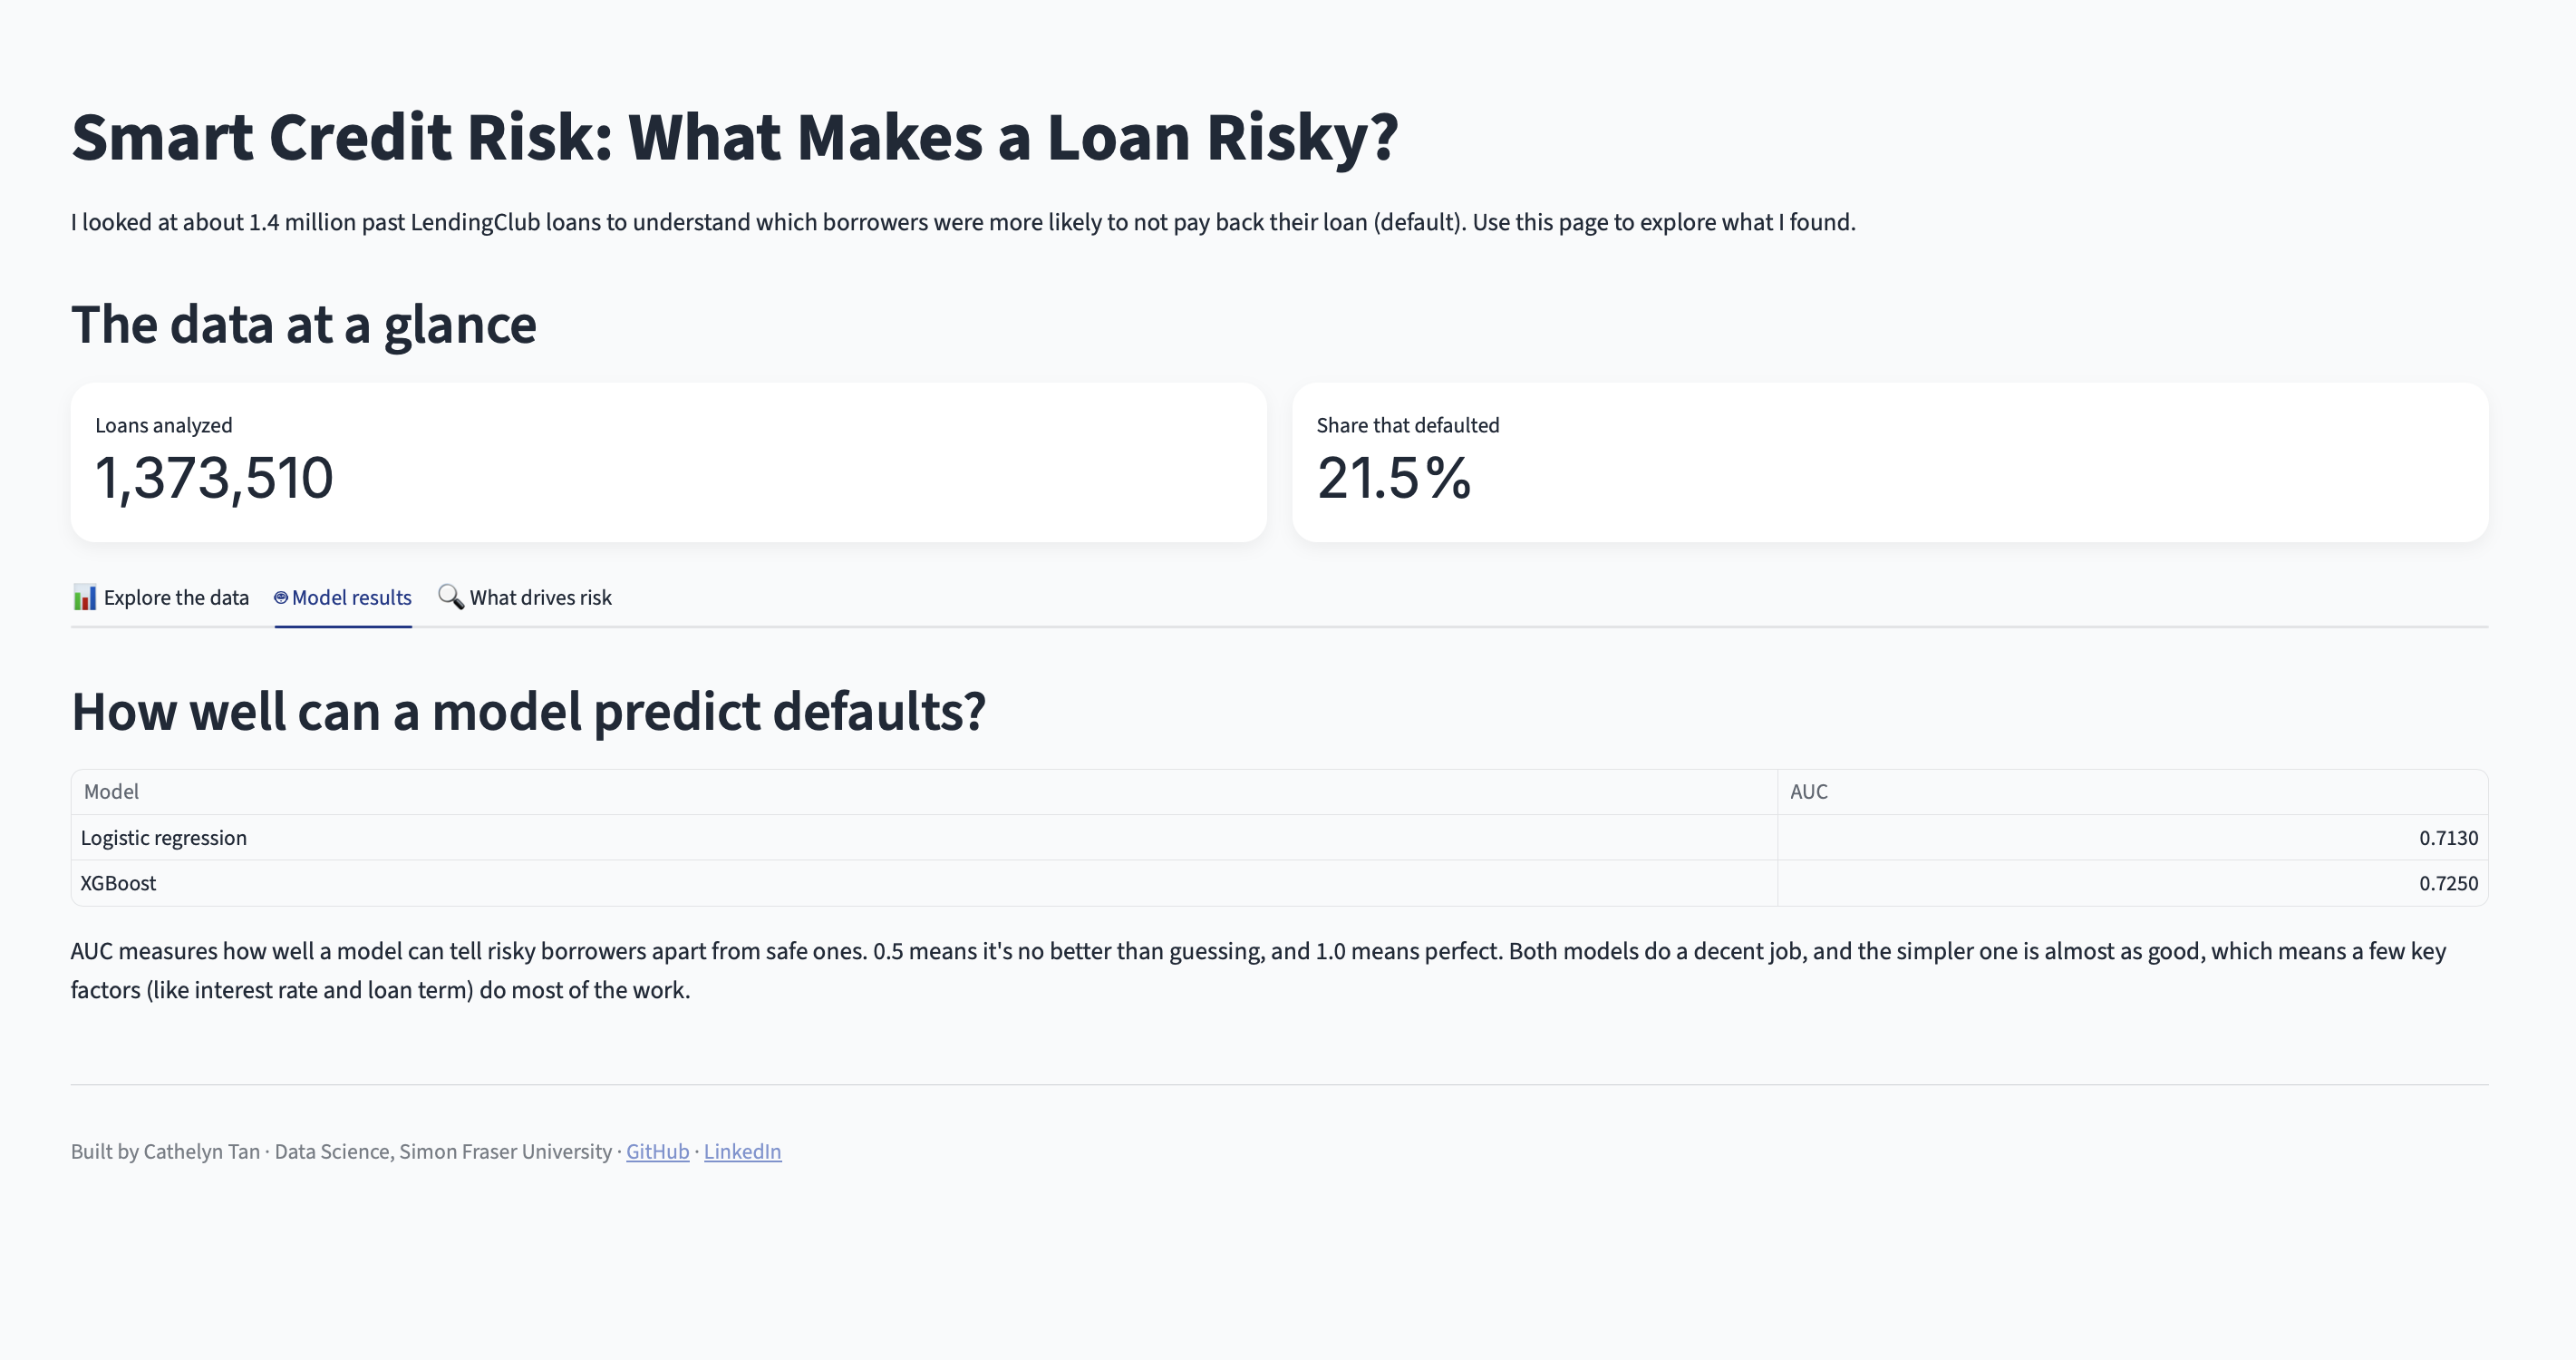 Smart Credit Risk: What Makes a Loan Risky?
I looked at about 1.4 million past LendingClub loans to understand which borrowers were more likely to not pay back their loan (default). Use this page to explore what I found.
The data at a glance
Loans analyzed
1,373,510
Share that defaulted
21.5%
Explore the data
Model results
What drives risk
How well can a model predict defaults?
Model AUC
Logistic regression 0.7130
XGBoost 0.7250
AUC measures how well a model can tell risky borrowers apart from safe ones. 0.5 means it's no better than guessing, and 1.0 means perfect. Both models do a decent job, and the simpler one is almost as good, which means a few key
factors (like interest rate and loan term) do most of the work.
Built by Cathelyn Tan · Data Science, Simon Fraser University · GitHub · LinkedIn